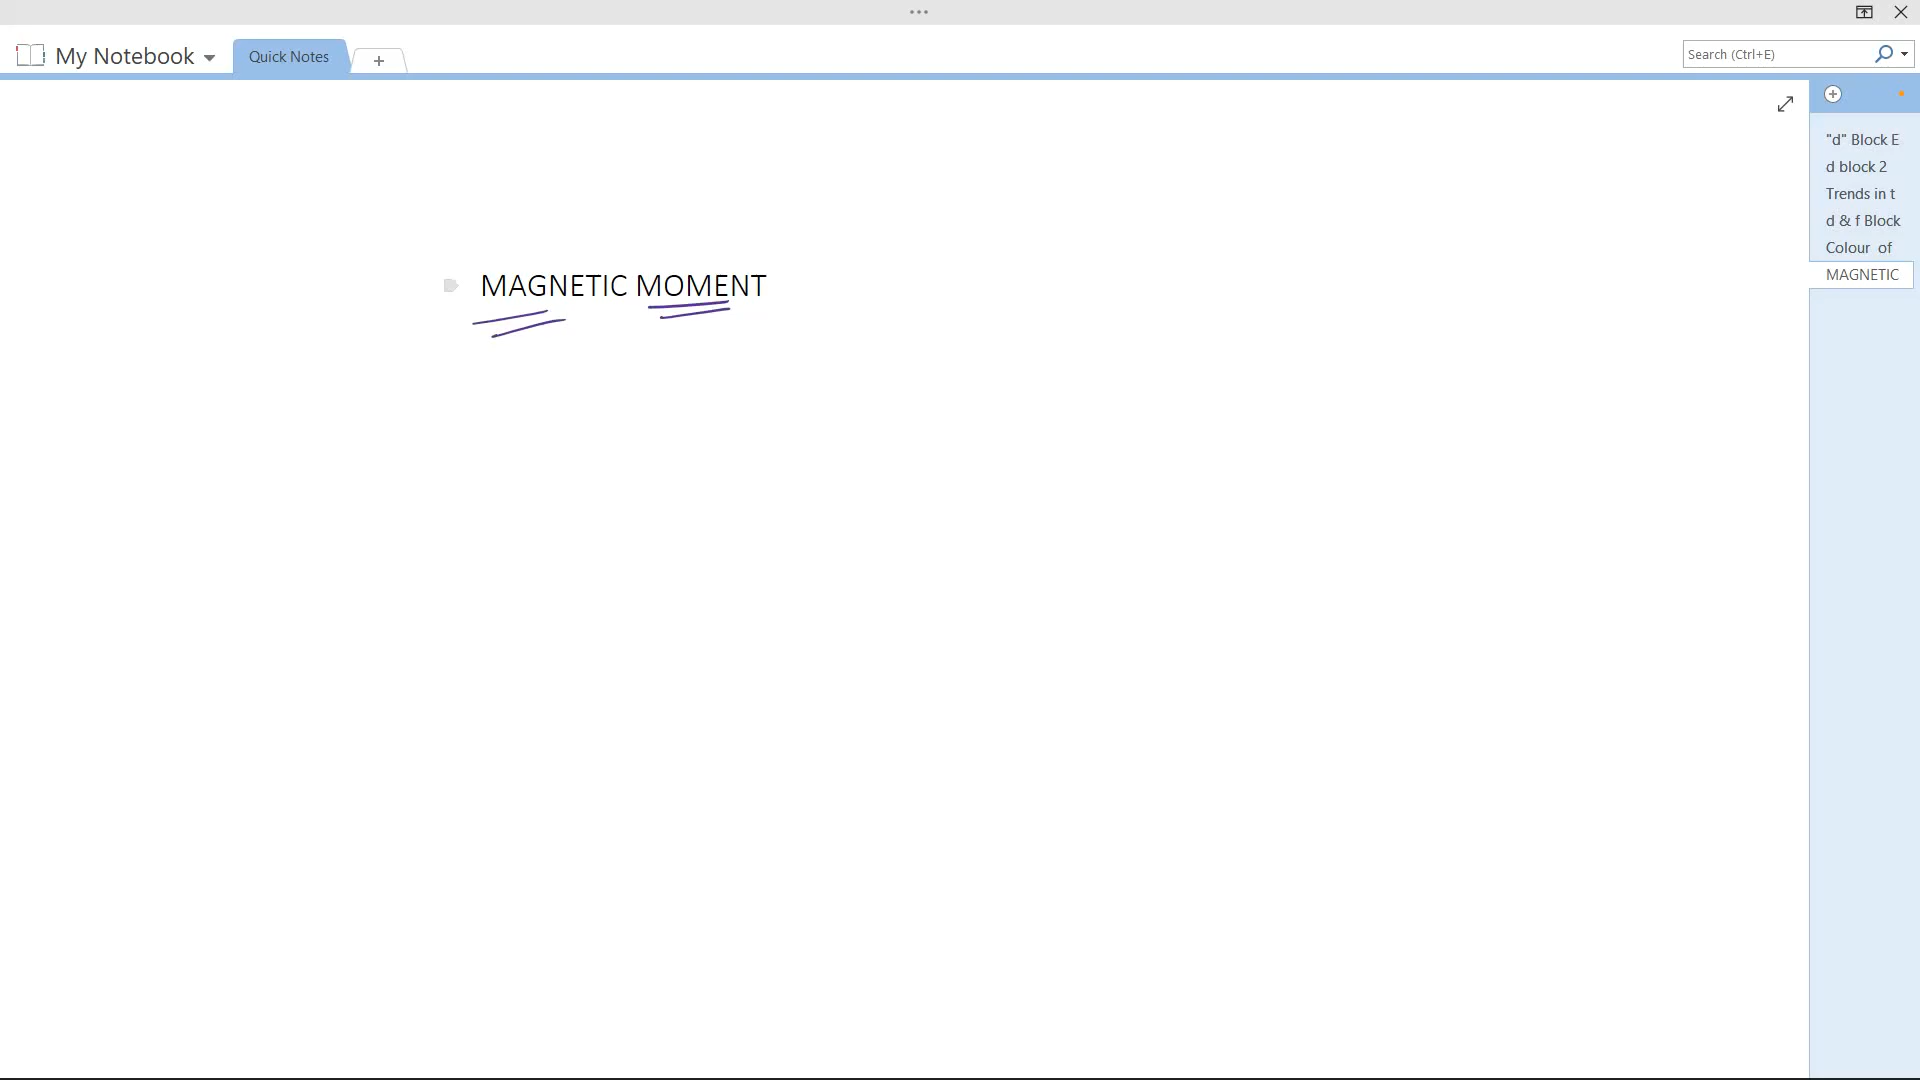 My Notebook
Quick Notes
+
Search (Ctrl+E)
"d" Block E
d block 2
Trends in t
d & f Block
Colour of
MAGNETIC
MAGNETIC MOMENT